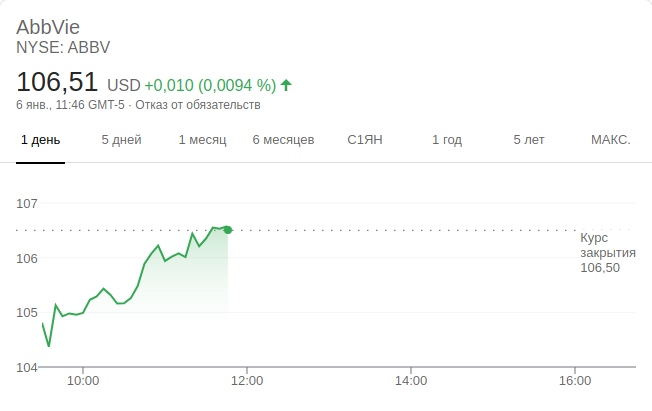 AbbVie
NYSE: ABBV
106,51 USD +0,010 (0,0094 %)
6 янв., 11:46 GMT-5 · Отказ от обязательств
1 день 5 дней 1 месяц 6 месяцев С1ЯН 1 год 5 лет МАКС.
107
106
105
104
Курс
закрытия
106,50
10:00 12:00 14:00 16:00